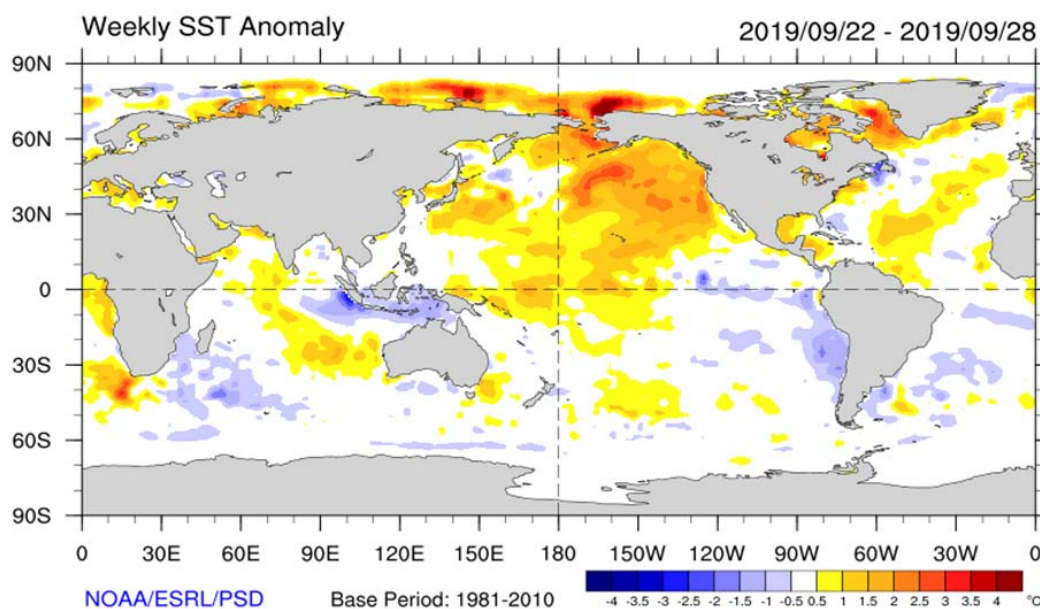 Weekly SST Anomaly 2019/09/22 - 2019/09/28
90N
60N
30N
0
30S
60S
90S
0 30E 60E 90E 120E 150E 180 150W 120W 90W 60W 30W 0
NOAA/ESRL/PSD Base Period: 1981-2010
-4 -3.5 -3 -2.5 -2 -1.5 -1 -0.5 0.5 1 1.5 2 2.5 3 3.5 4 °C